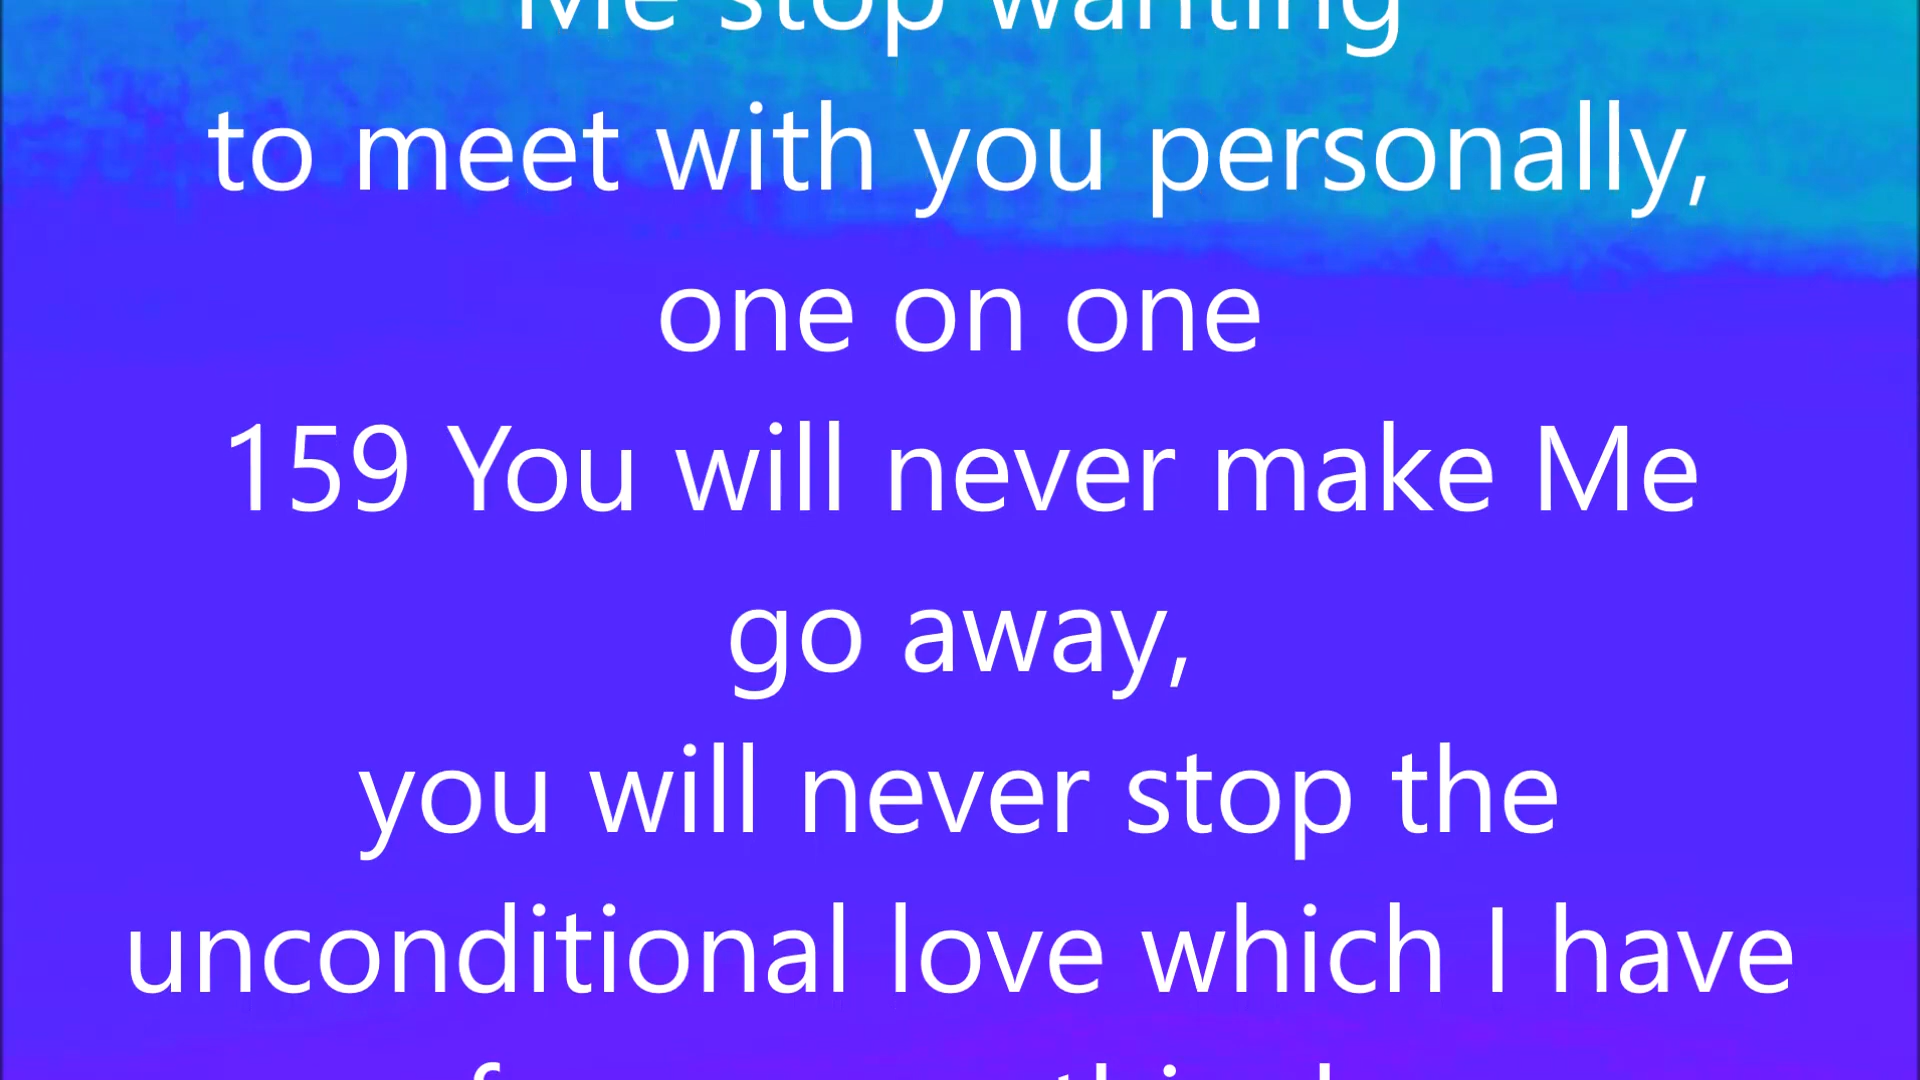 Me stop wanting
to meet with you personally,
one on one
159 You will never make Me
go away,
you will never stop the
unconditional love which I have